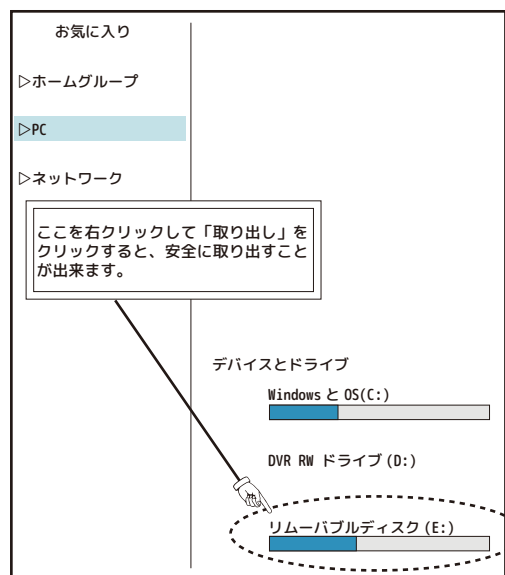 お気に入り
▷ホームグループ
▷PC
▷ネットワーク
ここを右クリックして「取り出し」を
クリックすると、安全に取り出すこと
が出来ます。
デバイスとドライブ
Windows と OS(C:)
DVR RW ドライブ(D:)
リムーバブルディスク(E:)